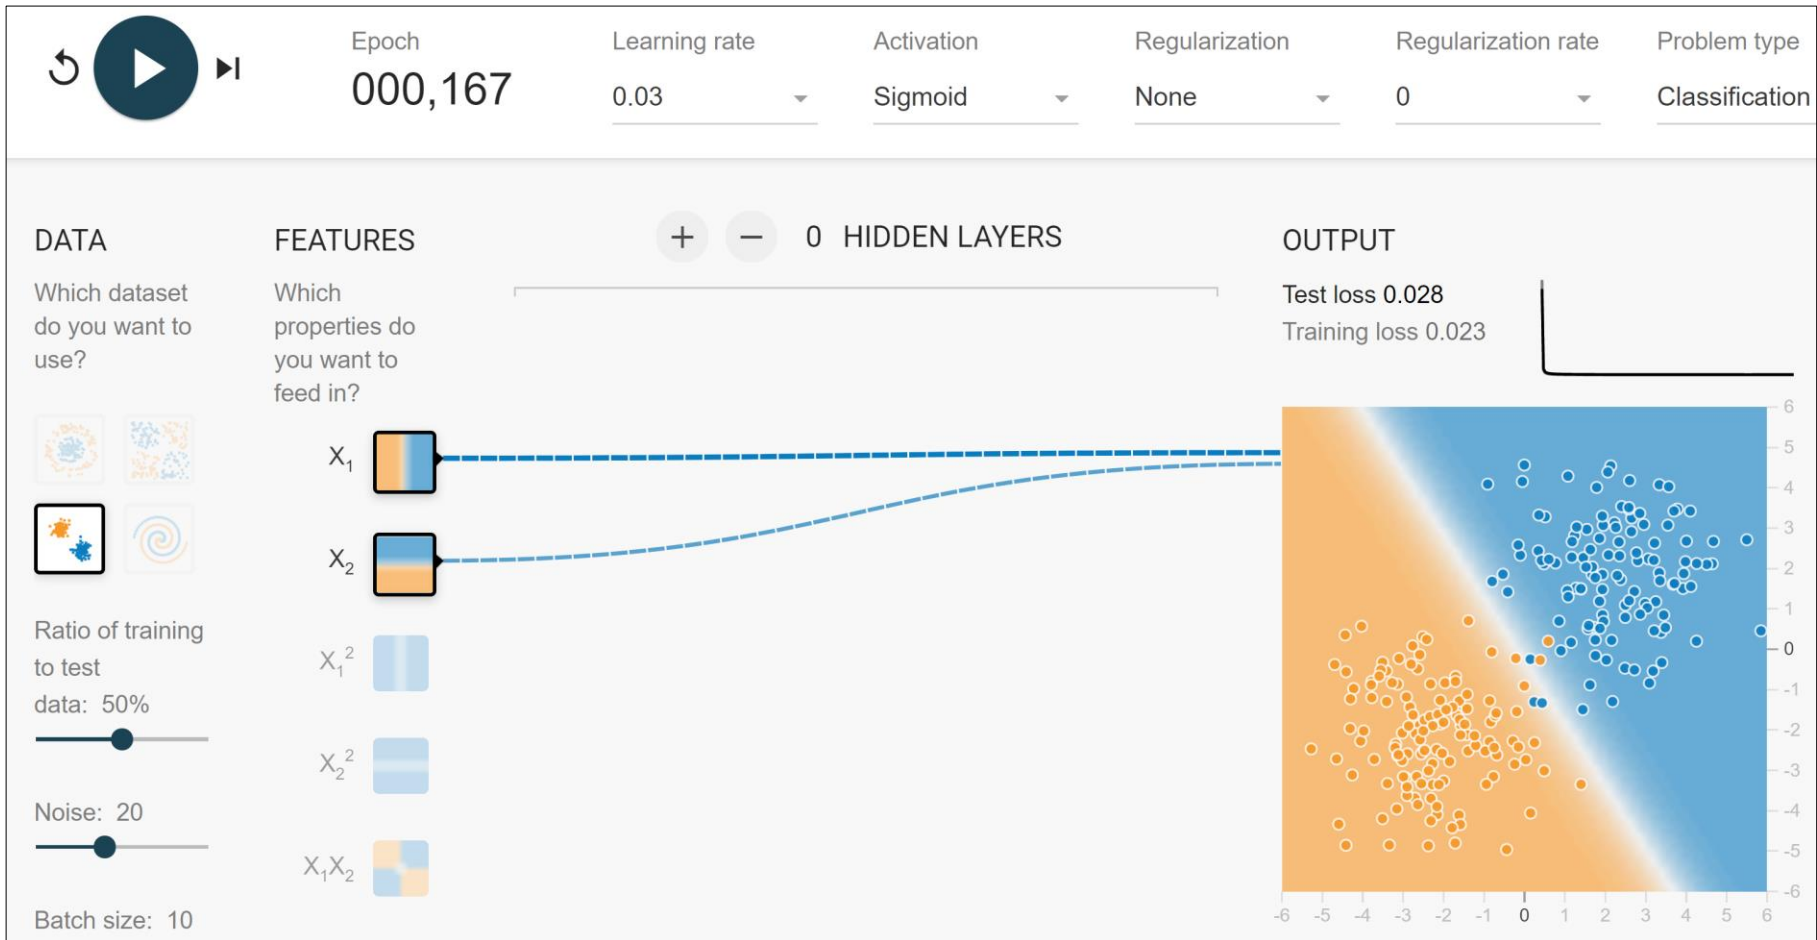 Epoch
000,167
Learning rate
0.03
Activation
Sigmoid
Regularization
None
Regularization rate
0
Problem type
Classification
DATA
Which dataset
do you want to
use?
Ratio of training
to test
data: 50%
Noise: 20
Batch size: 10
FEATURES
Which
properties do
you want to
feed in?
X1
X2
X1²
X2²
X1X2
+ − 0 HIDDEN LAYERS
OUTPUT
Test loss 0.028
Training loss 0.023
6
5
4
3
2
1
0
-1
-2
-3
-4
-5
-6
-6 -5 -4 -3 -2 -1 0 1 2 3 4 5 6